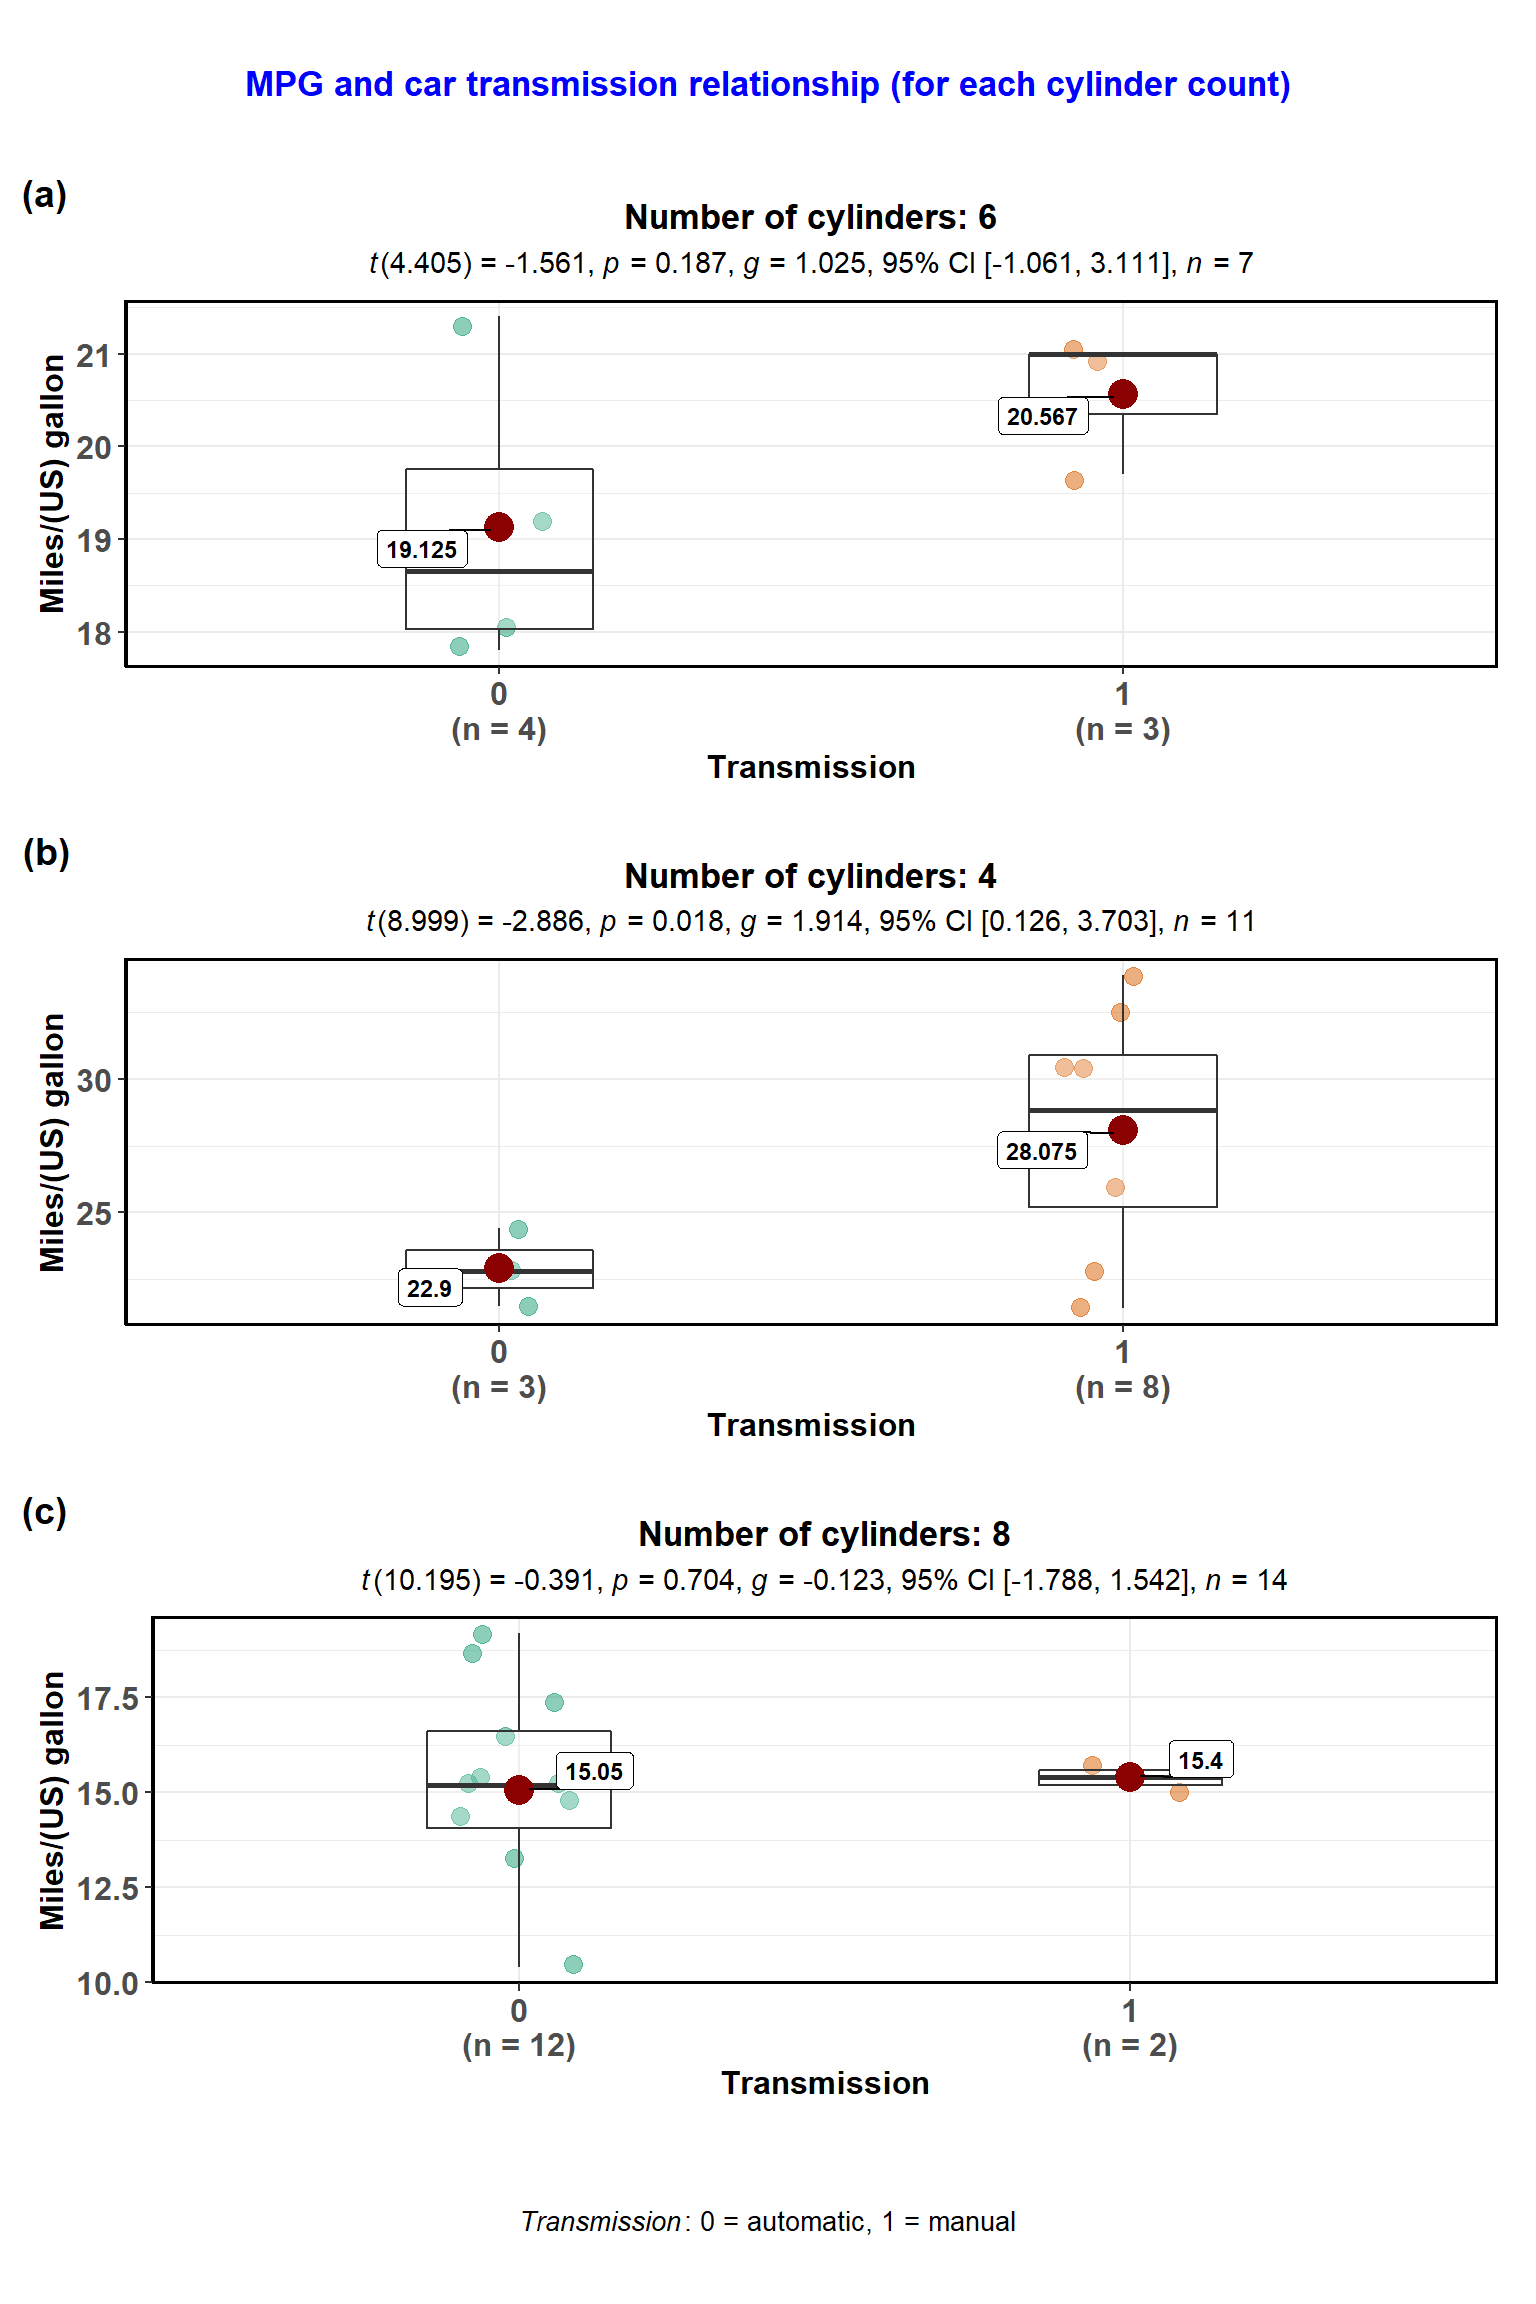 MPG and car transmission relationship (for each cylinder count)
(a)
Number of cylinders: 6
t(4.405) = -1.561, p = 0.187, g = 1.025, 95% CI [-1.061, 3.111], n = 7
Miles/(US) gallon
21
20
19
18
19.125
20.567
0
(n = 4)
1
(n = 3)
Transmission
(b)
Number of cylinders: 4
t(8.999) = -2.886, p = 0.018, g = 1.914, 95% CI [0.126, 3.703], n = 11
Miles/(US) gallon
30
25
22.9
28.075
0
(n = 3)
1
(n = 8)
Transmission
(c)
Number of cylinders: 8
t(10.195) = -0.391, p = 0.704, g = -0.123, 95% CI [-1.788, 1.542], n = 14
Miles/(US) gallon
17.5
15.0
12.5
10.0
15.05
15.4
0
(n = 12)
1
(n = 2)
Transmission
Transmission: 0 = automatic, 1 = manual